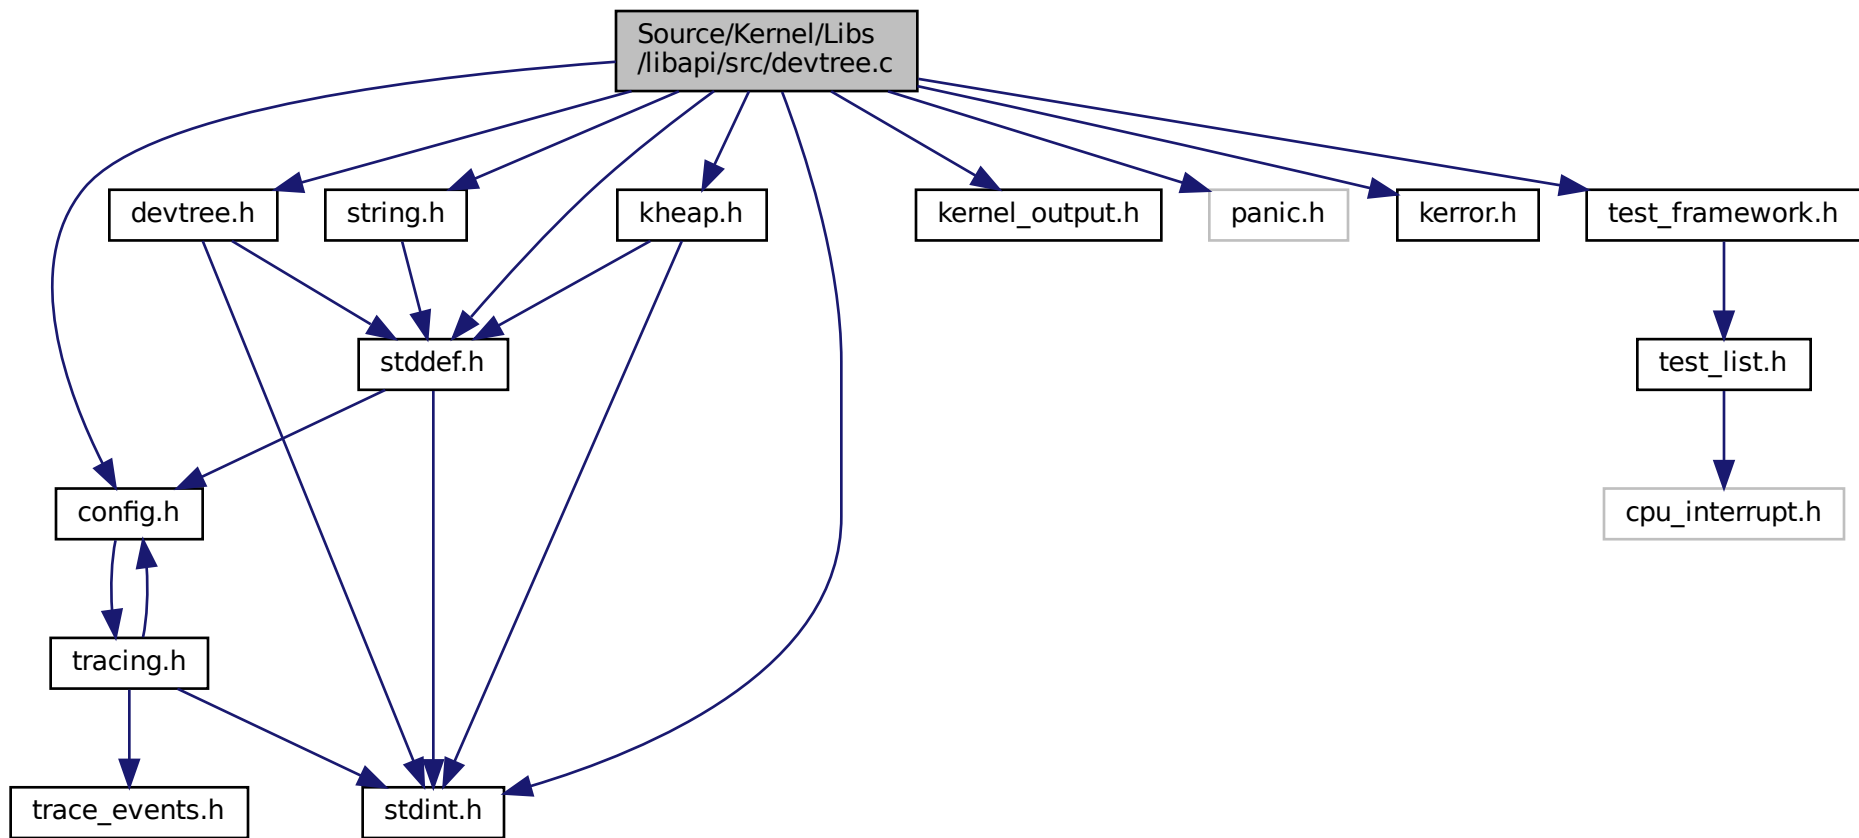 Source/Kernel/Libs
/libapi/src/devtree.c
devtree.h
string.h
kheap.h
kernel_output.h
panic.h
kerror.h
test_framework.h
stddef.h
test_list.h
config.h
cpu_interrupt.h
tracing.h
trace_events.h
stdint.h